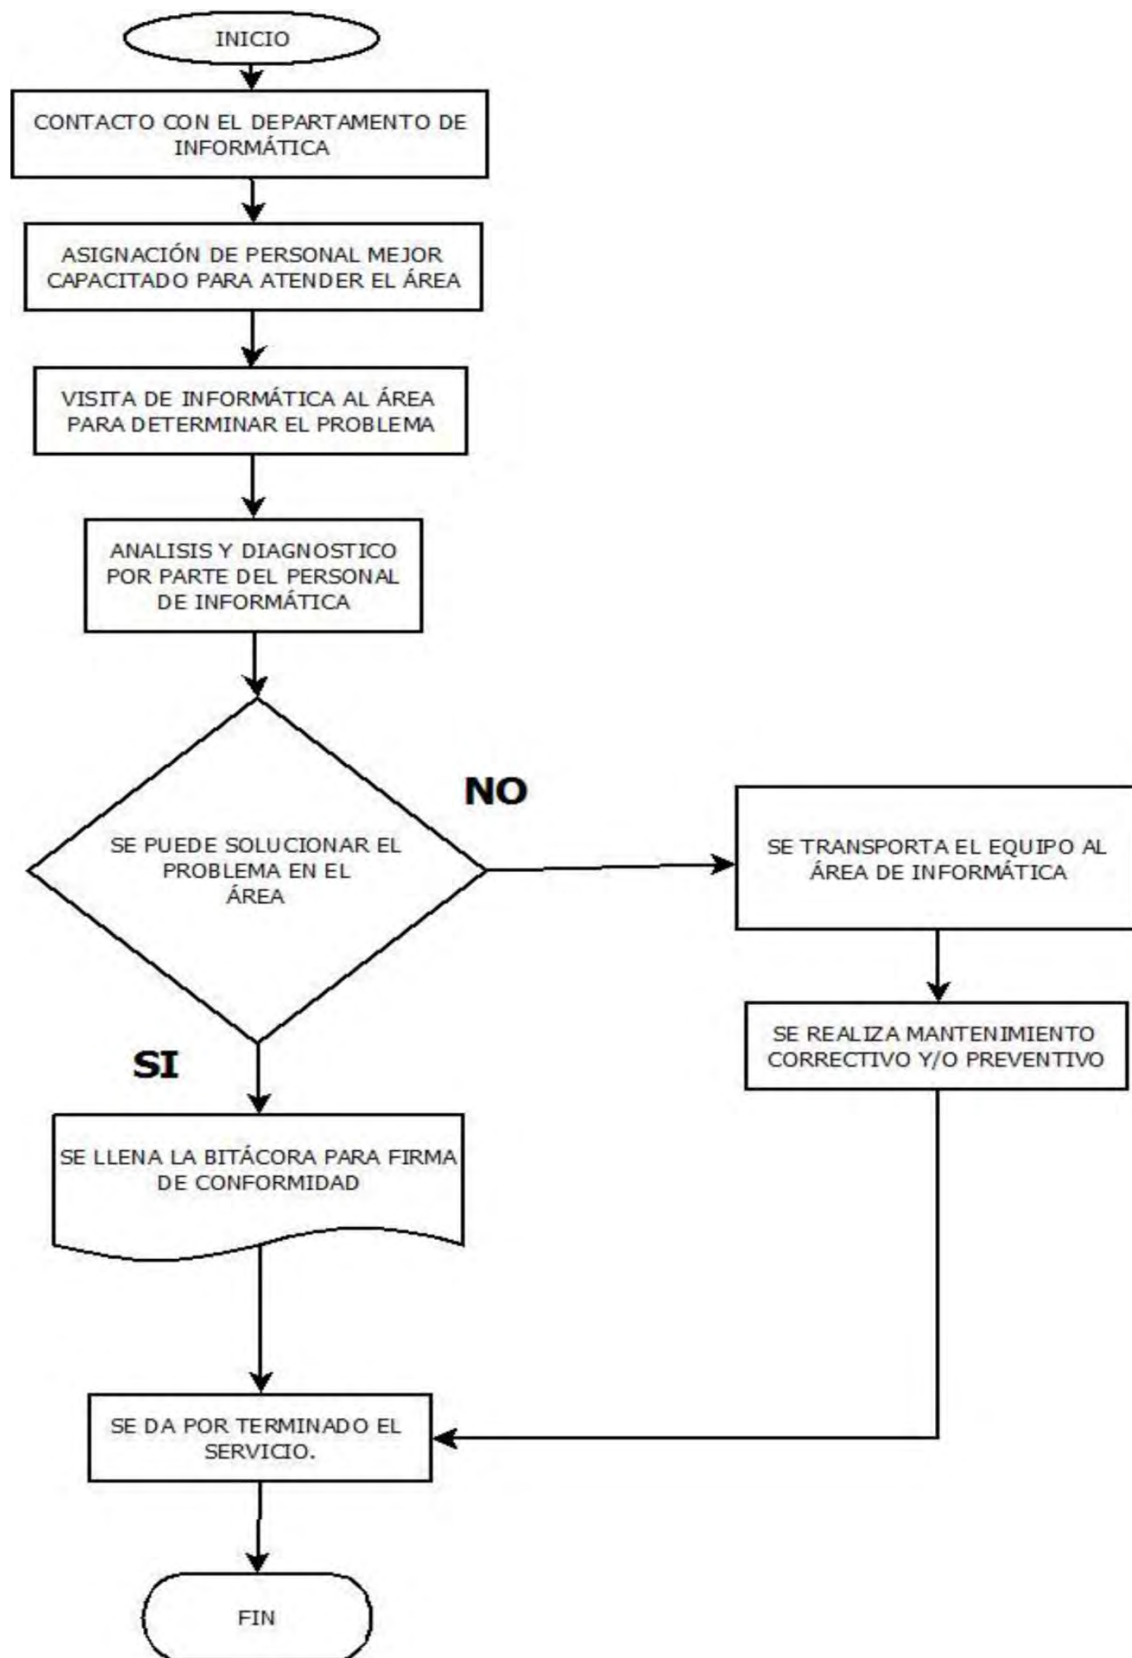 INICIO
CONTACTO CON EL DEPARTAMENTO DE
INFORMÁTICA
ASIGNACIÓN DE PERSONAL MEJOR
CAPACITADO PARA ATENDER EL ÁREA
VISITA DE INFORMÁTICA AL ÁREA
PARA DETERMINAR EL PROBLEMA
ANALISIS Y DIAGNOSTICO
POR PARTE DEL PERSONAL
DE INFORMÁTICA
SE PUEDE SOLUCIONAR EL
PROBLEMA EN EL
ÁREA
NO
SE TRANSPORTA EL EQUIPO AL
ÁREA DE INFORMÁTICA
SE REALIZA MANTENIMIENTO
CORRECTIVO Y/O PREVENTIVO
SI
SE LLENA LA BITÁCORA PARA FIRMA
DE CONFORMIDAD
SE DA POR TERMINADO EL
SERVICIO.
FIN